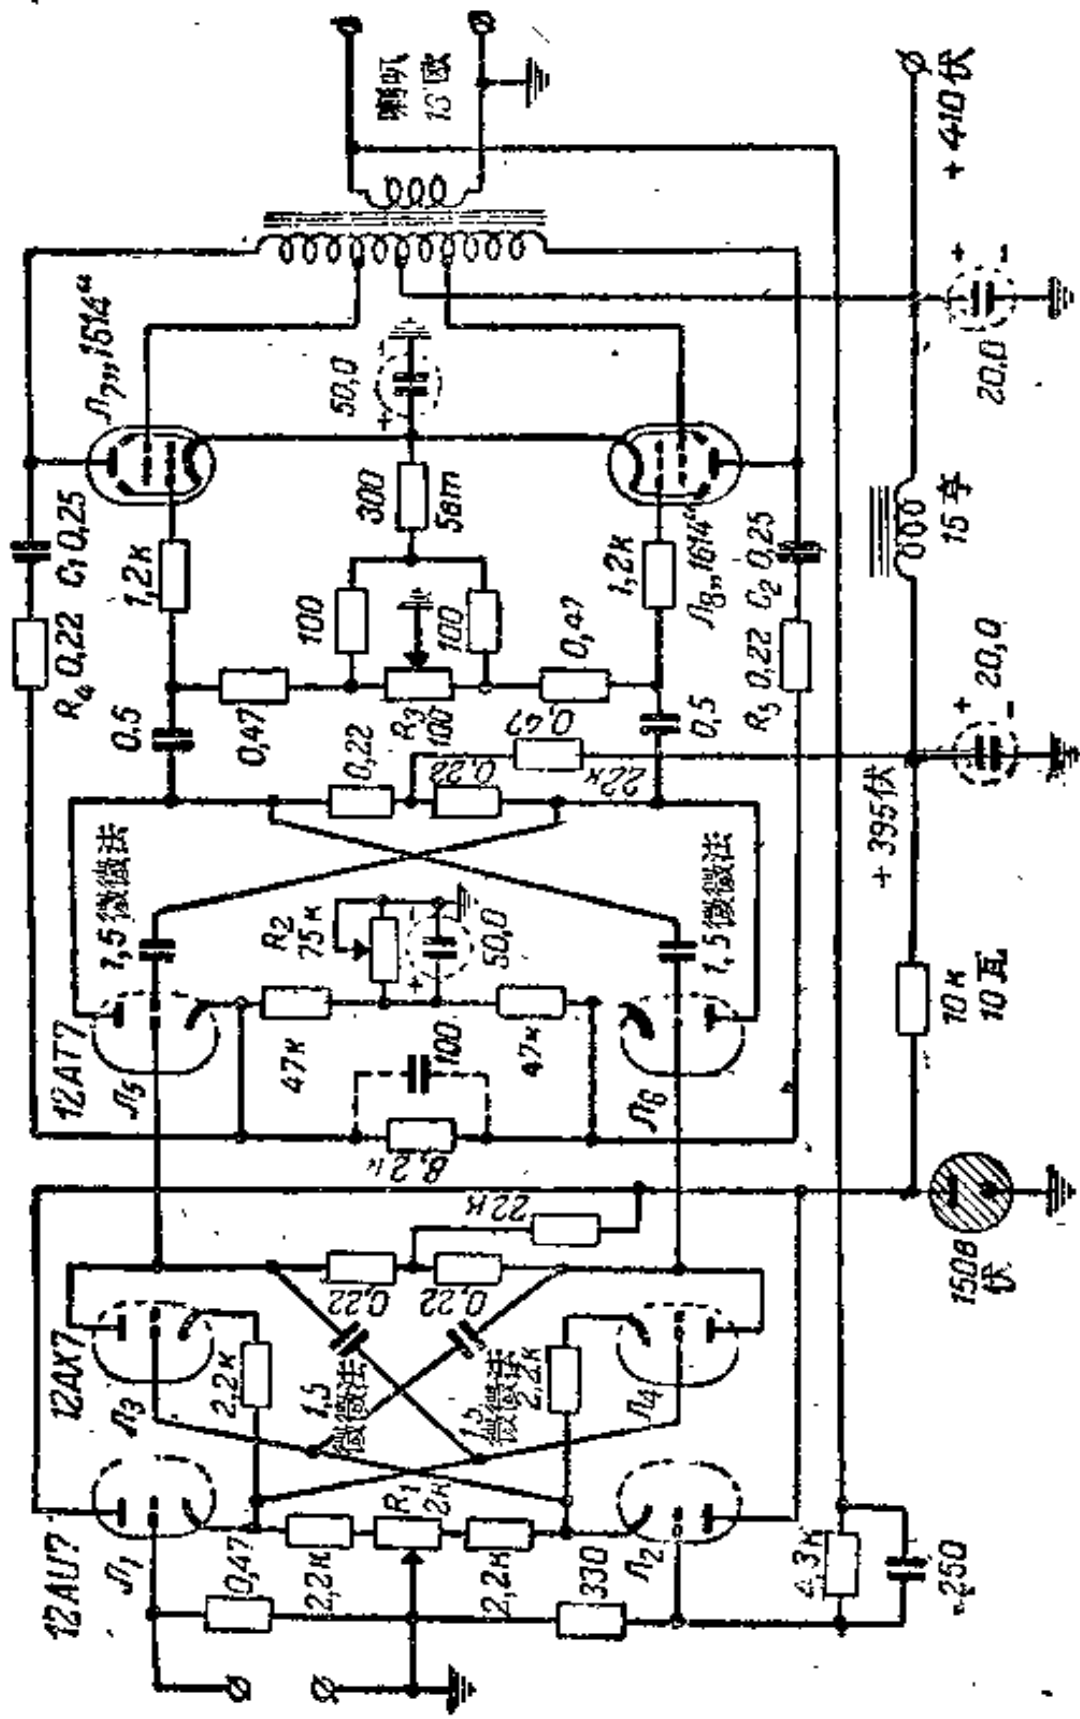 12AU7
Л1
0,47
2,2к
R1
2к
2,2к
330
Л2
4,3к
250
12AX7
Л3
2,2к
1,5
微微法
1,5
微微法
2,2к
Л4
0,22
0,22
22к
150в
伏
12AT7
Л5
47к
8,2к
100
47к
Л6
1,5微微法
R2
75к
+
50,0
1,5微微法
10к
10瓦
0,22
0,22
22к
0,47
+395伏
+
-
20,0
R4 0,22 C1 0,25
0.5
0,47
R3
100
0,5
R5 0,22 C2 0,25
1,2к
100
100
0,47
1,2к
300
5вт
Л7„1614“
+
50,0
Л8„1614“
15亨
20,0
+
-
喇叭
16欧
+410伏